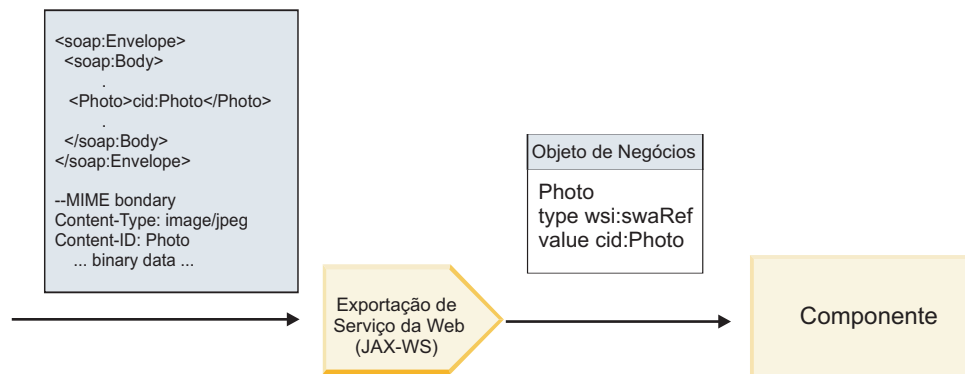 <soap:Envelope>
<soap:Body>
.
<Photo>cid:Photo</Photo>
.
</soap:Body>
</soap:Envelope>
--MIME bondary
Content-Type: image/jpeg
Content-ID: Photo
... binary data ...
Objeto de Negócios
Photo
type wsi:swaRef
value cid:Photo
Exportação de
Serviço da Web
(JAX-WS)
Componente